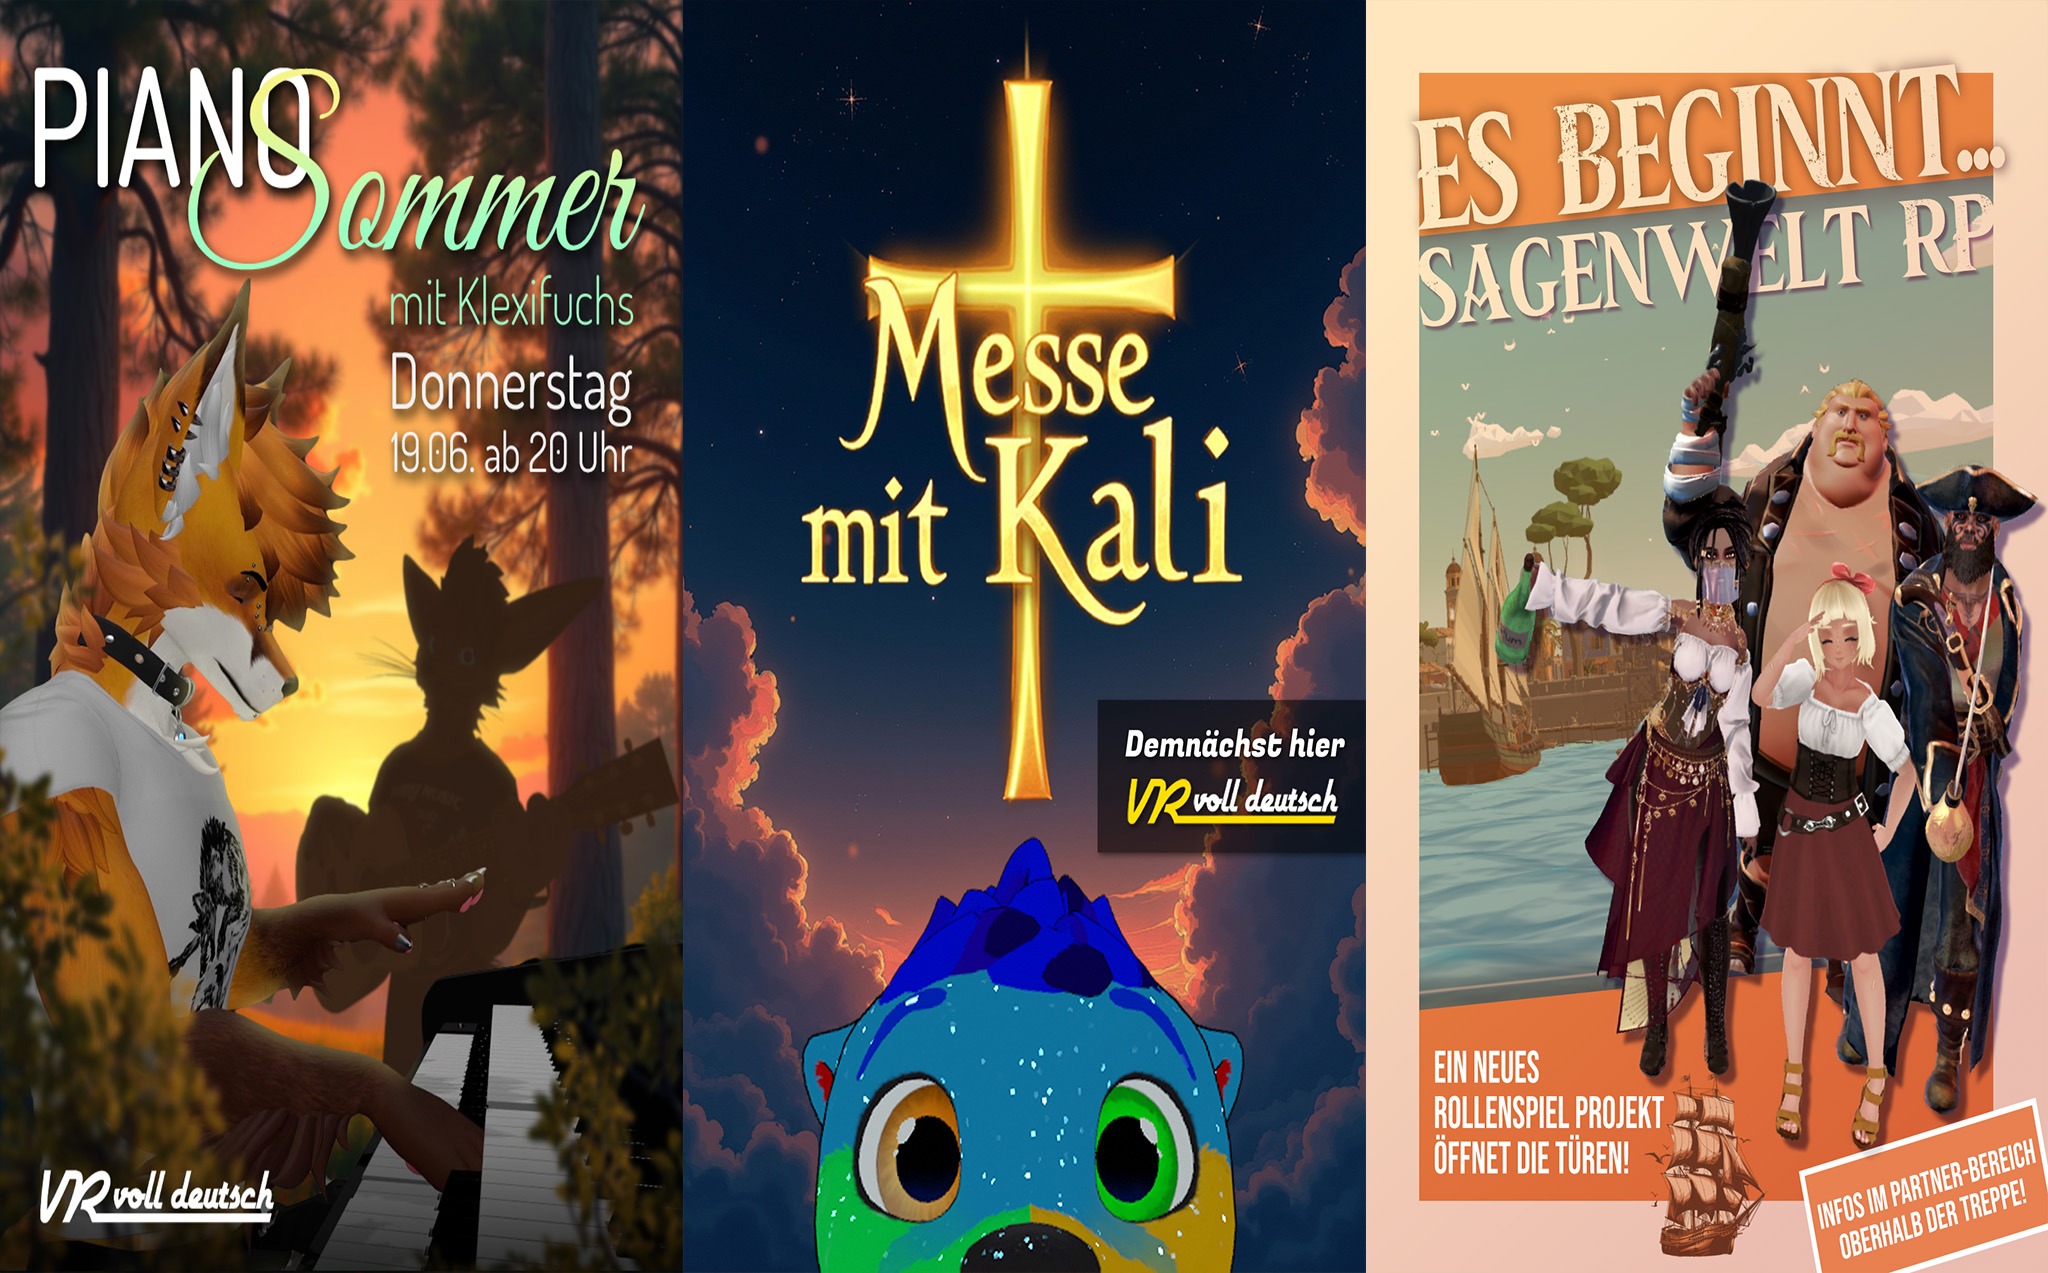 PIANO
Sommer
mit Klexifuchs
Donnerstag
19.06. ab 20 Uhr
VR voll deutsch
Messe
mit Kali
Demnächst hier
VR voll deutsch
ES BEGINNT...
SAGENWELT RP
Rum
EIN NEUES
ROLLENSPIEL PROJEKT
ÖFFNET DIE TÜREN!
INFOS IM PARTNER-BEREICH
OBERHALB DER TREPPE!